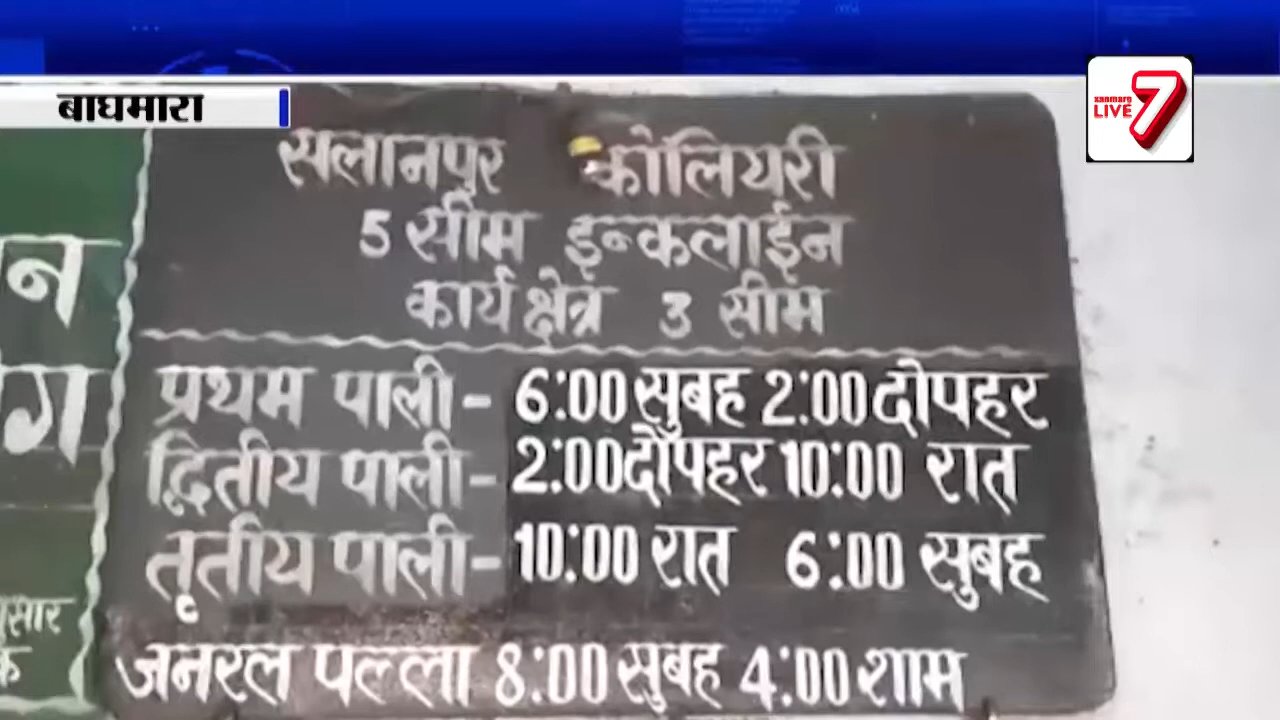 बाघमारा
sanmarg
LIVE 7
सलानपुर कोलियरी
5 सीम इन्कलाईन
कार्य क्षेत्र 3 सीम
प्रथम पाली- 6:00 सुबह 2:00 दोपहर
द्वितीय पाली- 2:00 दोपहर 10:00 रात
तृतीय पाली- 10:00 रात 6:00 सुबह
जनरल पल्ला 8:00 सुबह 4:00 शाम